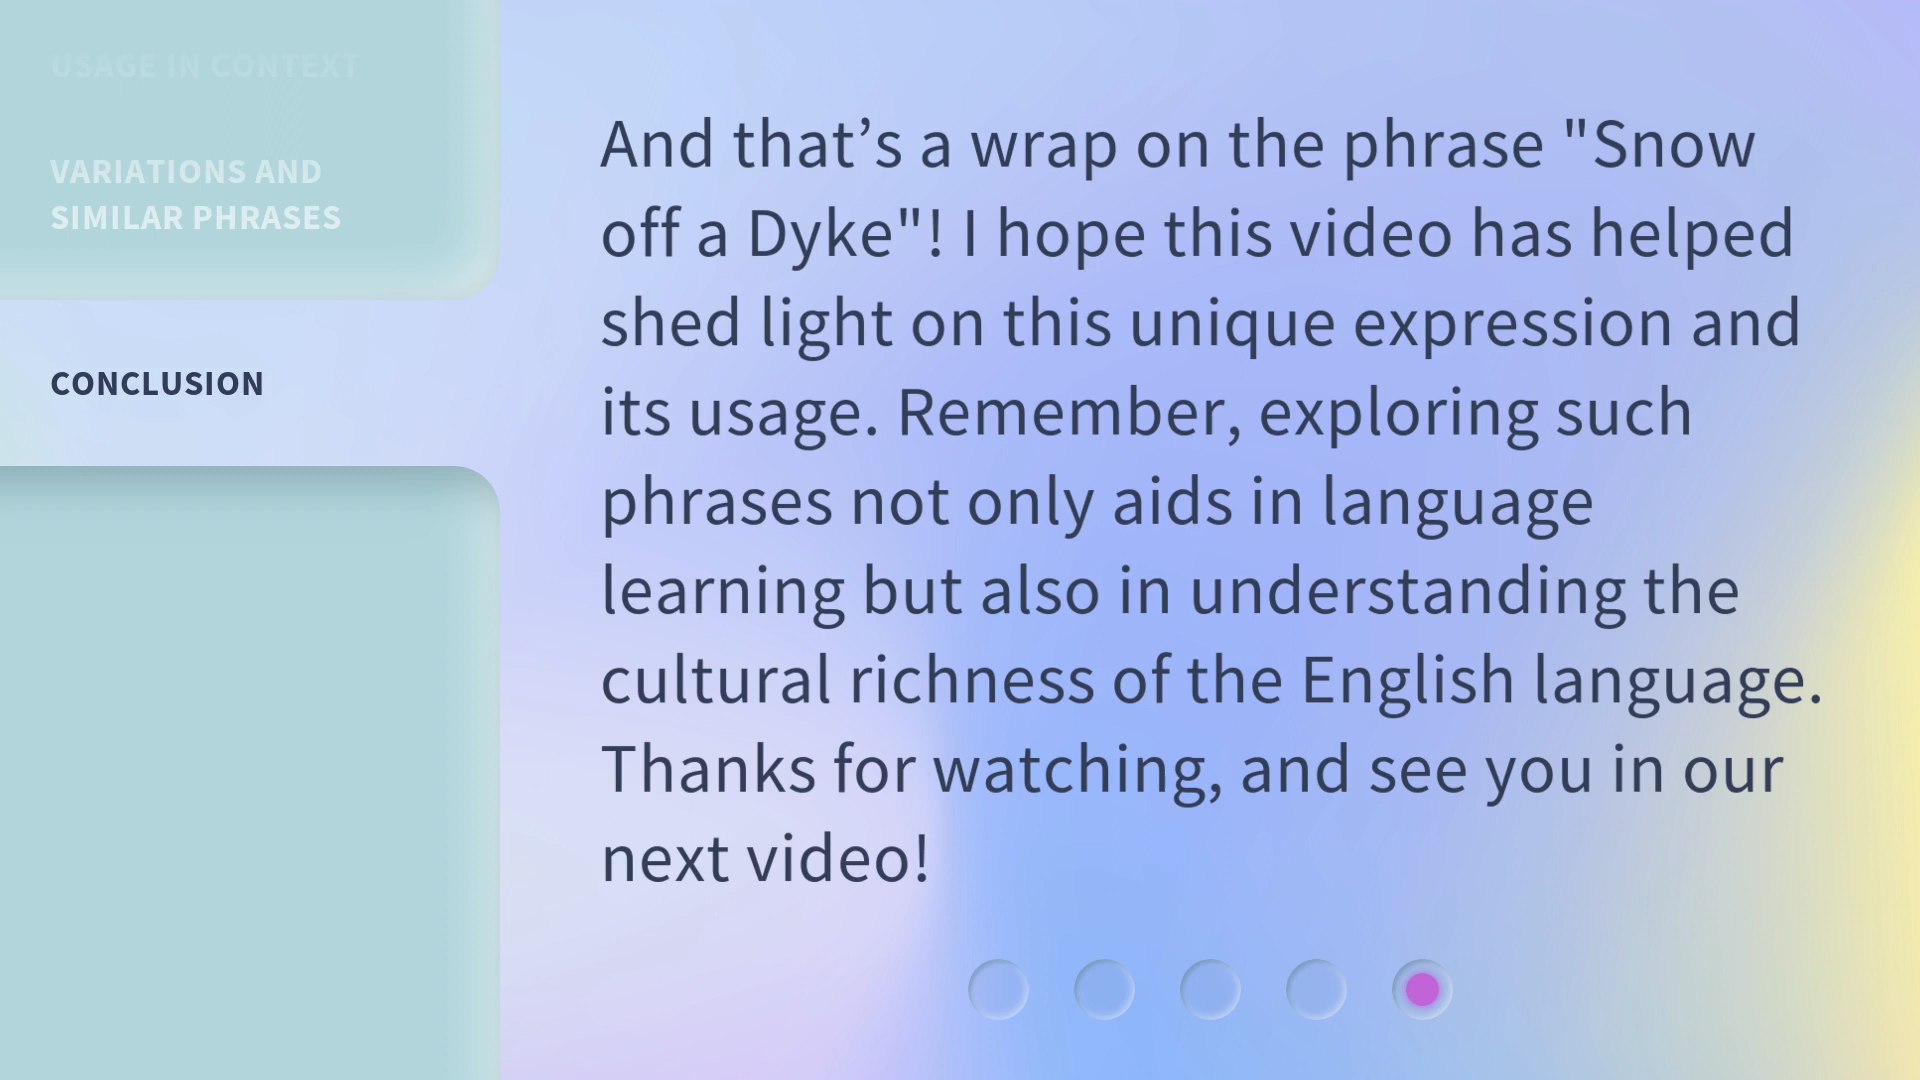 USAGE IN CONTEXT
VARIATIONS AND
SIMILAR PHRASES
CONCLUSION
And that’s a wrap on the phrase "Snow
off a Dyke"! I hope this video has helped
shed light on this unique expression and
its usage. Remember, exploring such
phrases not only aids in language
learning but also in understanding the
cultural richness of the English language.
Thanks for watching, and see you in our
next video!